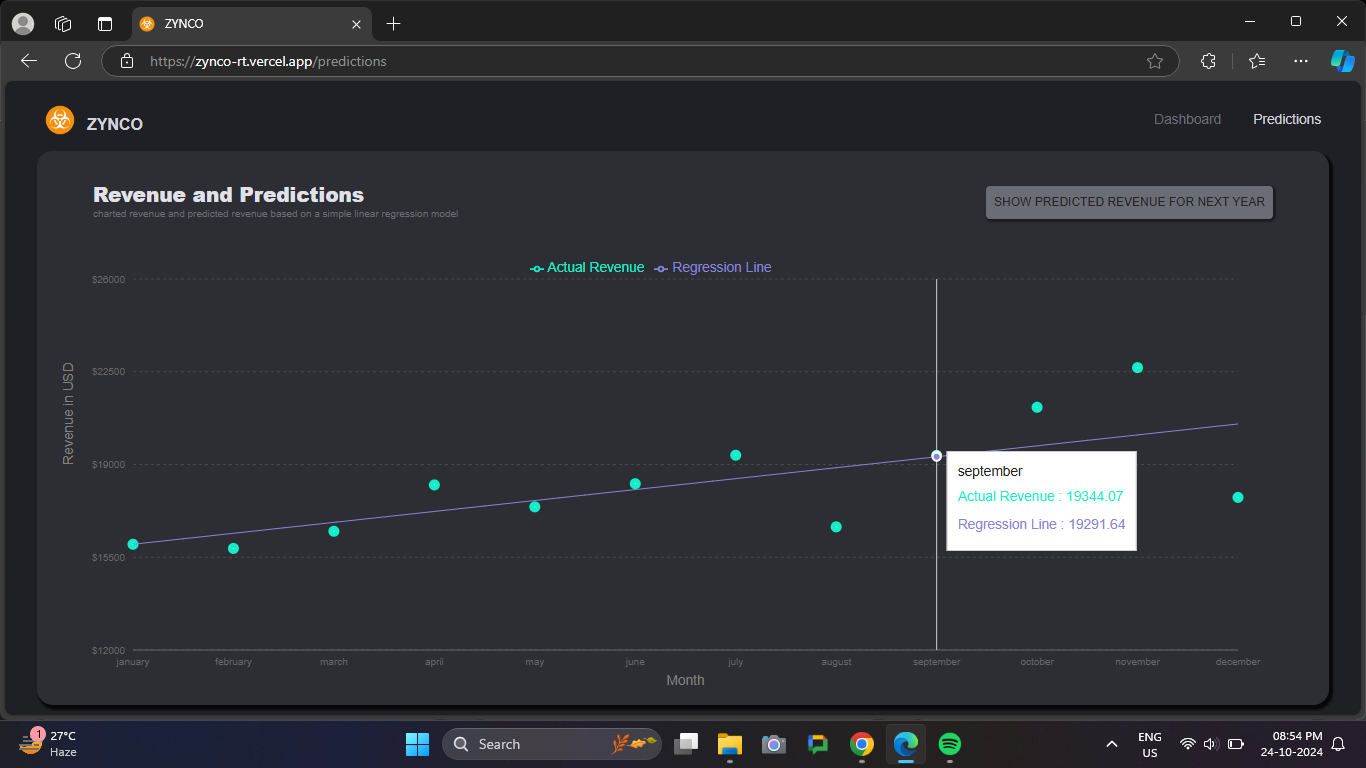 ZYNCO
https://zynco-rt.vercel.app/predictions
ZYNCO
Dashboard
Predictions
Revenue and Predictions
charted revenue and predicted revenue based on a simple linear regression model
SHOW PREDICTED REVENUE FOR NEXT YEAR
Actual Revenue
Regression Line
$26000
$22500
$19000
$15500
$12000
Revenue in USD
september
Actual Revenue : 19344.07
Regression Line : 19291.64
january
february
march
april
may
june
july
august
september
october
november
december
Month
1
27°C
Haze
Search
ENG
US
08:54 PM
24-10-2024